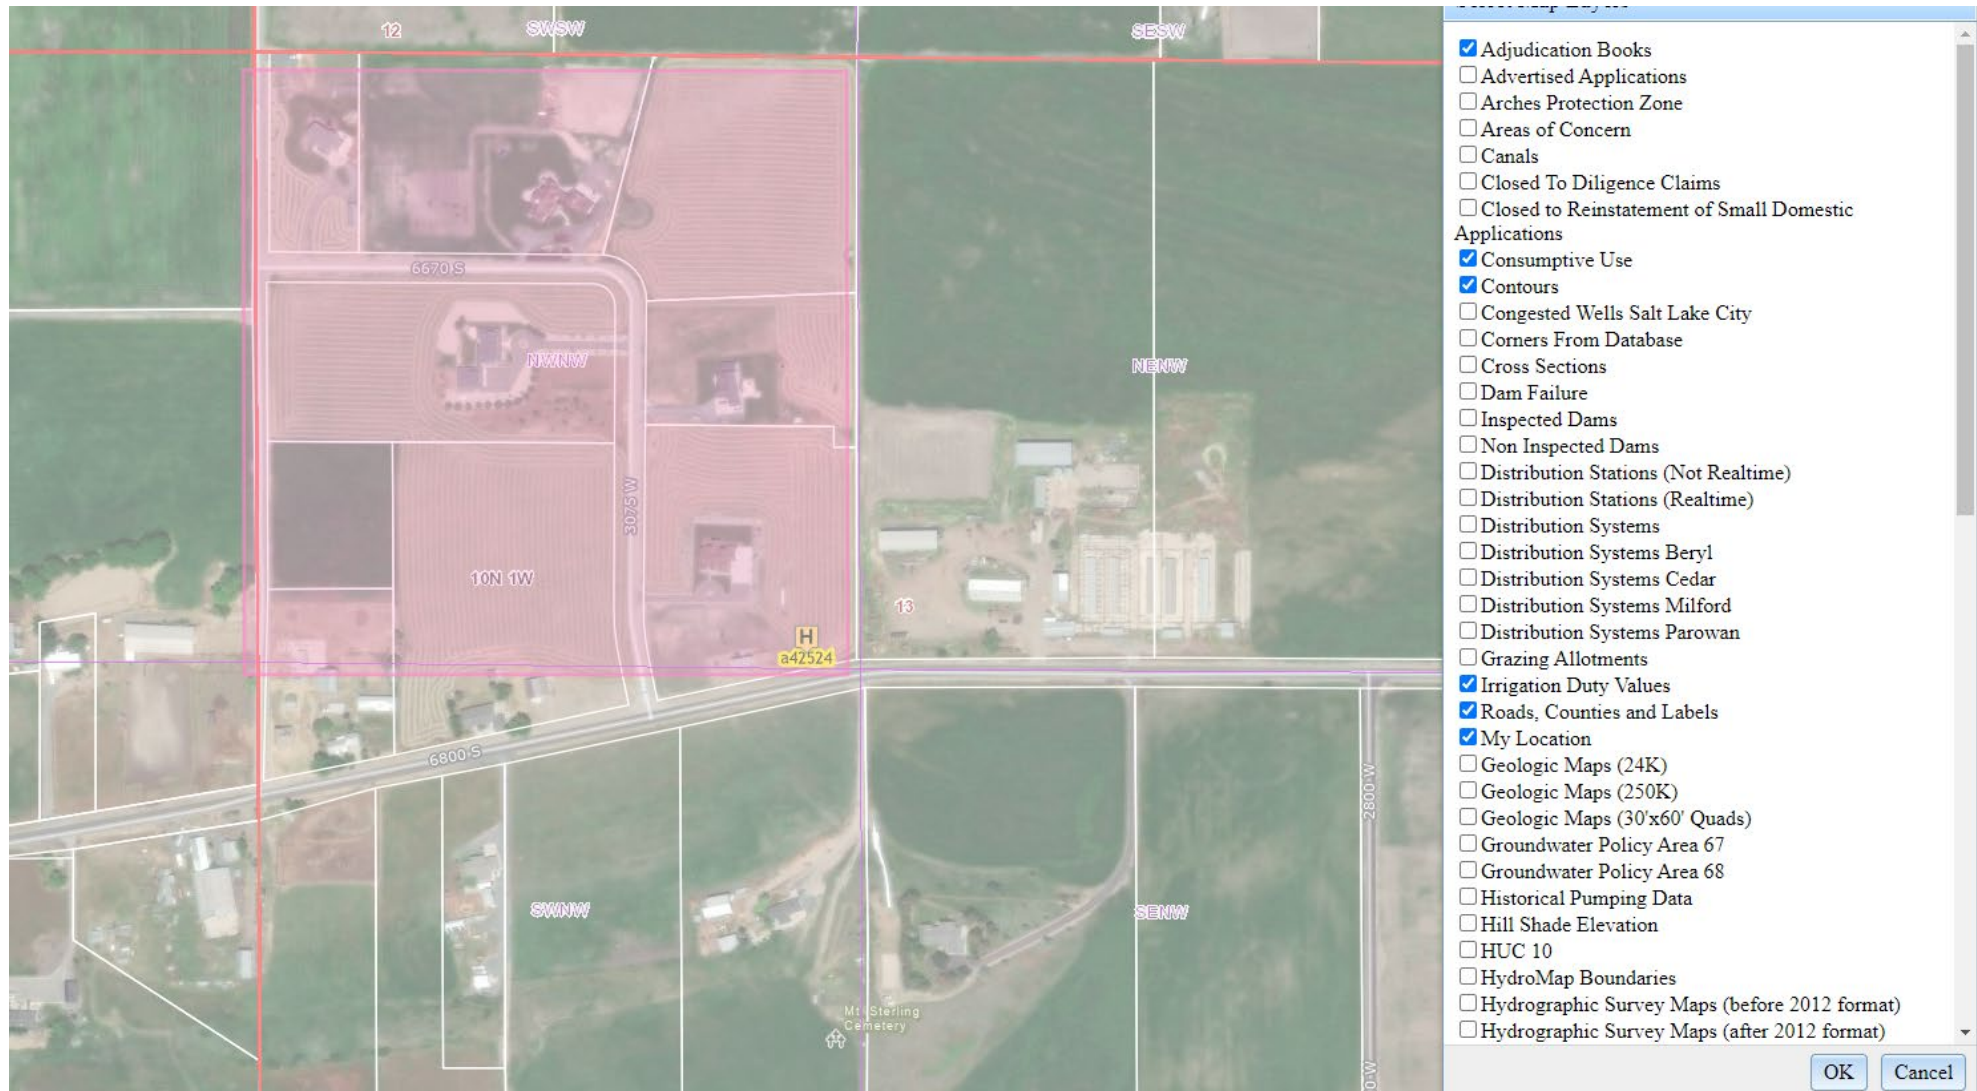 12
SWSW
SESW
6670 S
NWNW
NENW
3075 W
10N 1W
13
H
a42524
6800 S
2800 W
SWNW
SENW
Mt Sterling
Cemetery
Select Map Layers
Adjudication Books
Advertised Applications
Arches Protection Zone
Areas of Concern
Canals
Closed To Diligence Claims
Closed to Reinstatement of Small Domestic
Applications
Consumptive Use
Contours
Congested Wells Salt Lake City
Corners From Database
Cross Sections
Dam Failure
Inspected Dams
Non Inspected Dams
Distribution Stations (Not Realtime)
Distribution Stations (Realtime)
Distribution Systems
Distribution Systems Beryl
Distribution Systems Cedar
Distribution Systems Milford
Distribution Systems Parowan
Grazing Allotments
Irrigation Duty Values
Roads, Counties and Labels
My Location
Geologic Maps (24K)
Geologic Maps (250K)
Geologic Maps (30'x60' Quads)
Groundwater Policy Area 67
Groundwater Policy Area 68
Historical Pumping Data
Hill Shade Elevation
HUC 10
HydroMap Boundaries
Hydrographic Survey Maps (before 2012 format)
Hydrographic Survey Maps (after 2012 format)
OK
Cancel